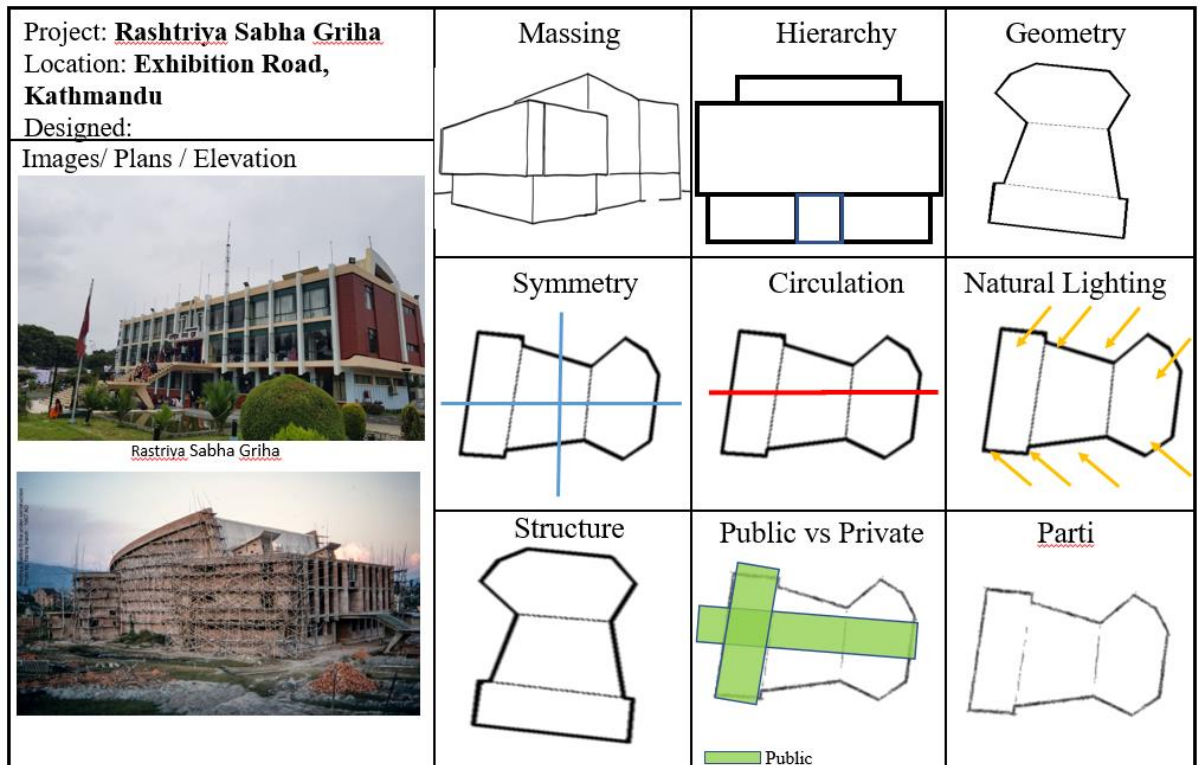 Project: Rashtriya Sabha Griha
Location: Exhibition Road,
Kathmandu
Designed:
Images/ Plans / Elevation
Rastriya Sabha Griha
Massing
Hierarchy
Geometry
Symmetry
Circulation
Natural Lighting
Structure
Public vs Private
Parti
Public